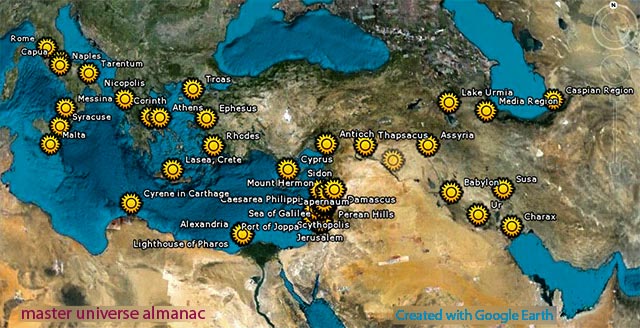 Rome
Capua
Naples
Tarentum
Nicopolis
Troas
Messina
Corinth
Athens
Ephesus
Syracuse
Malta
Rhodes
Lasea, Crete
Lake Urmia
Caspian Region
Media Region
Antioch
Thapsacus
Assyria
Cyprus
Sidon
Mount Hermon
Caesarea Philippi
Capernaum
Damascus
Babylon
Susa
Ur
Charax
Cyrene in Carthage
Sea of Galilee
Perean Hills
Alexandria
Port of Joppa
Scythopolis
Lighthouse of Pharos
Jerusalem
master universe almanac
Created with Google Earth